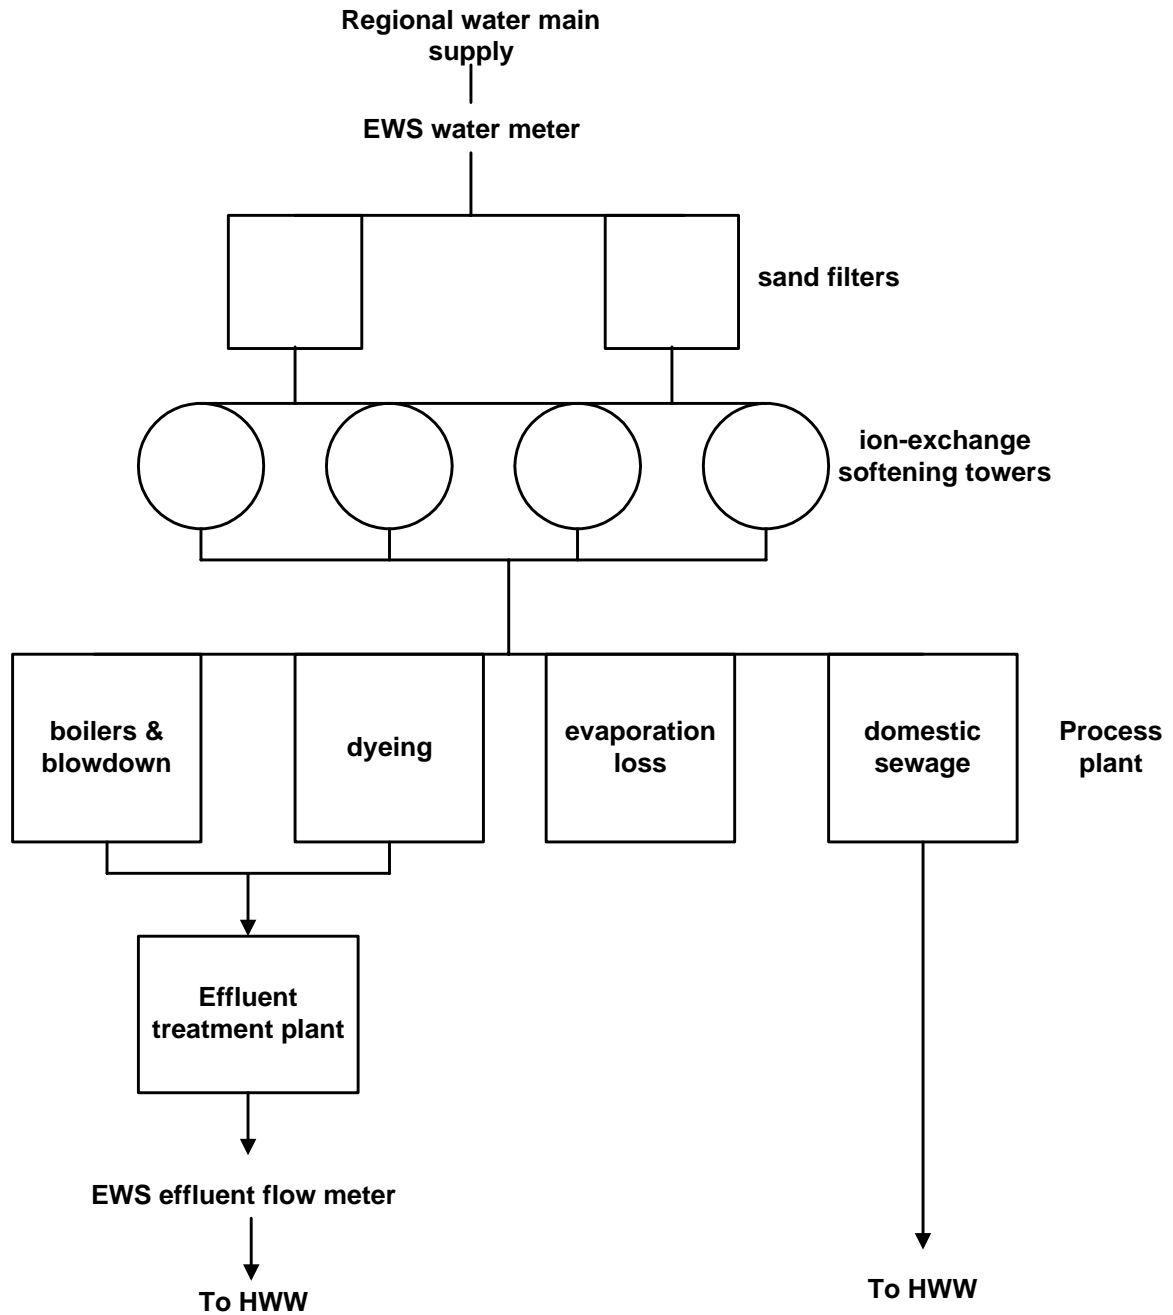 Regional water main
supply
EWS water meter
sand filters
ion-exchange
softening towers
boilers &
blowdown
dyeing
evaporation
loss
domestic
sewage
Process
plant
Effluent
treatment plant
EWS effluent flow meter
To HWW
To HWW